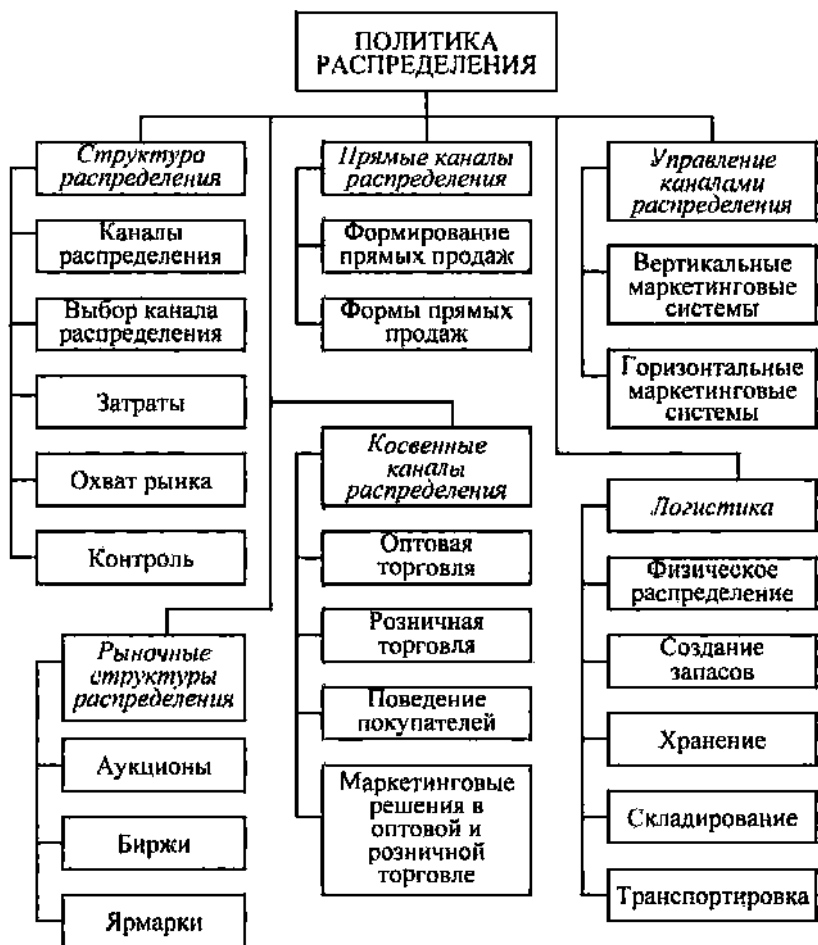 ПОЛИТИКА
РАСПРЕДЕЛЕНИЯ
Структура
распределения
Каналы
распределения
Выбор канала
распределения
Затраты
Охват рынка
Контроль
Рыночные
структуры
распределения
Аукционы
Биржи
Ярмарки
Прямые каналы
распределения
Формирование
прямых продаж
Формы прямых
продаж
Косвенные
каналы
распределения
Оптовая
торговля
Розничная
торговля
Поведение
покупателей
Маркетинговые
решения в
оптовой и
розничной
торговле
Управление
каналами
распределения
Вертикальные
маркетинговые
системы
Горизонтальные
маркетинговые
системы
Логистика
Физическое
распределение
Создание
запасов
Хранение
Складирование
Транспортировка